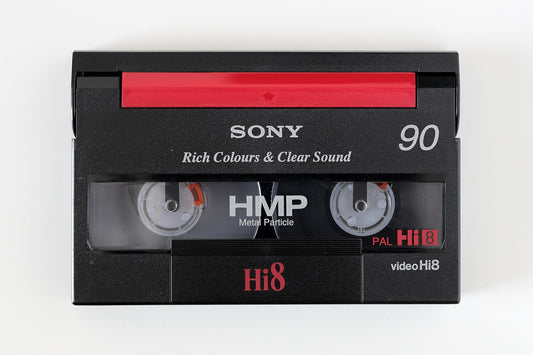 SONY
90
Rich Colours & Clear Sound
HMP
Metal Particle
PAL Hi8
Hi8
video Hi8